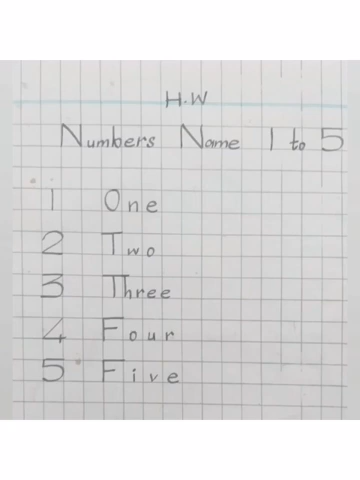 H.W
Numbers Name 1 to 5
1 One
2 Two
3 Three
4 Four
5 Five